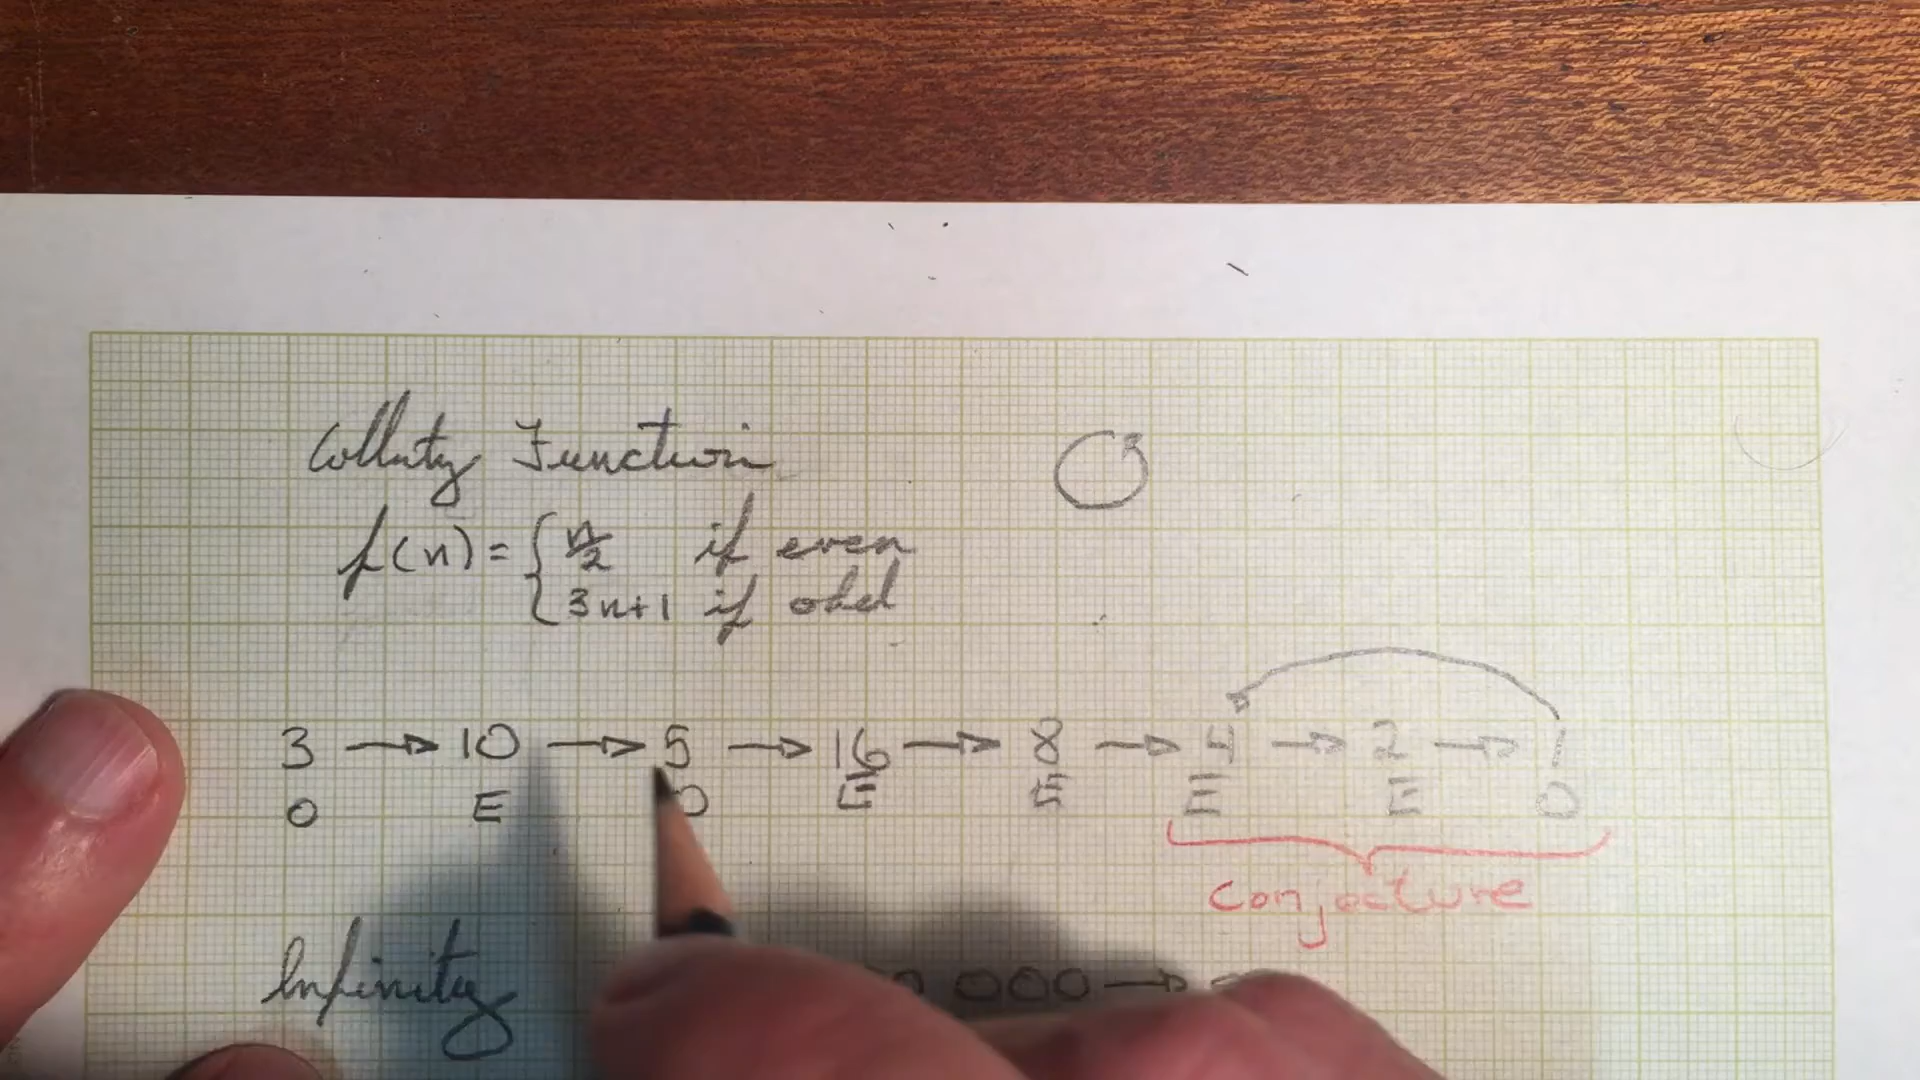 Collatz Function
f(n) = { n/2 if even
3n+1 if odd
3 → 10 → 5 → 16 → 8 → 4 → 2 → 1
O E O E E E E O
Conjecture
Infinity 000 →